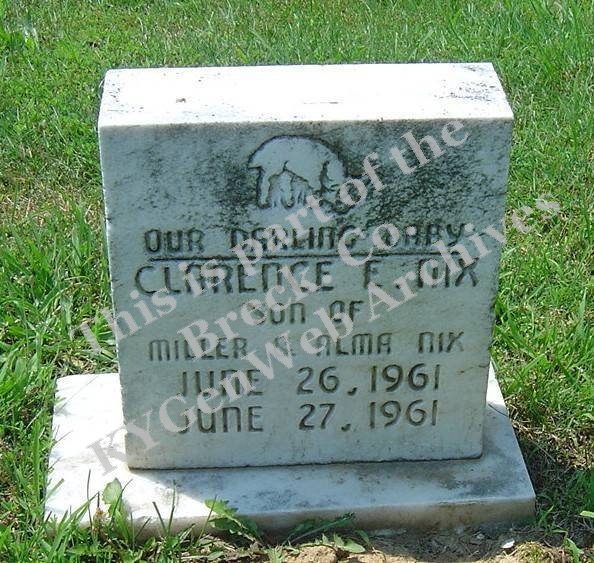 OUR DARLING BABY
CLARENCE F. NIX
SON OF
MILLER & ALMA NIX
JUNE 26, 1961
JUNE 27, 1961
This is part of the
Breck. Co.
KYGenWeb Archives